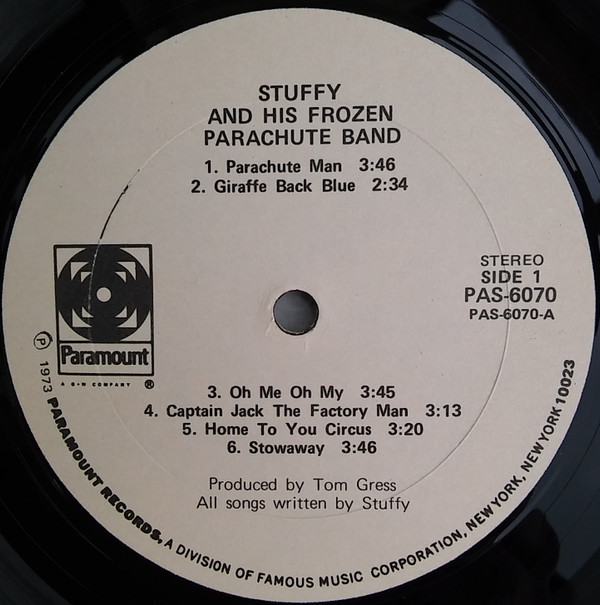 STUFFY
AND HIS FROZEN
PARACHUTE BAND
1. Parachute Man 3:46
2. Giraffe Back Blue 2:34
STEREO
SIDE 1
PAS-6070
PAS-6070-A
Paramount
A G+W COMPANY ®
℗ 1973 PARAMOUNT RECORDS, A DIVISION OF FAMOUS MUSIC CORPORATION, NEW YORK, NEW YORK 10023
3. Oh Me Oh My 3:45
4. Captain Jack The Factory Man 3:13
5. Home To You Circus 3:20
6. Stowaway 3:46
Produced by Tom Gress
All songs written by Stuffy